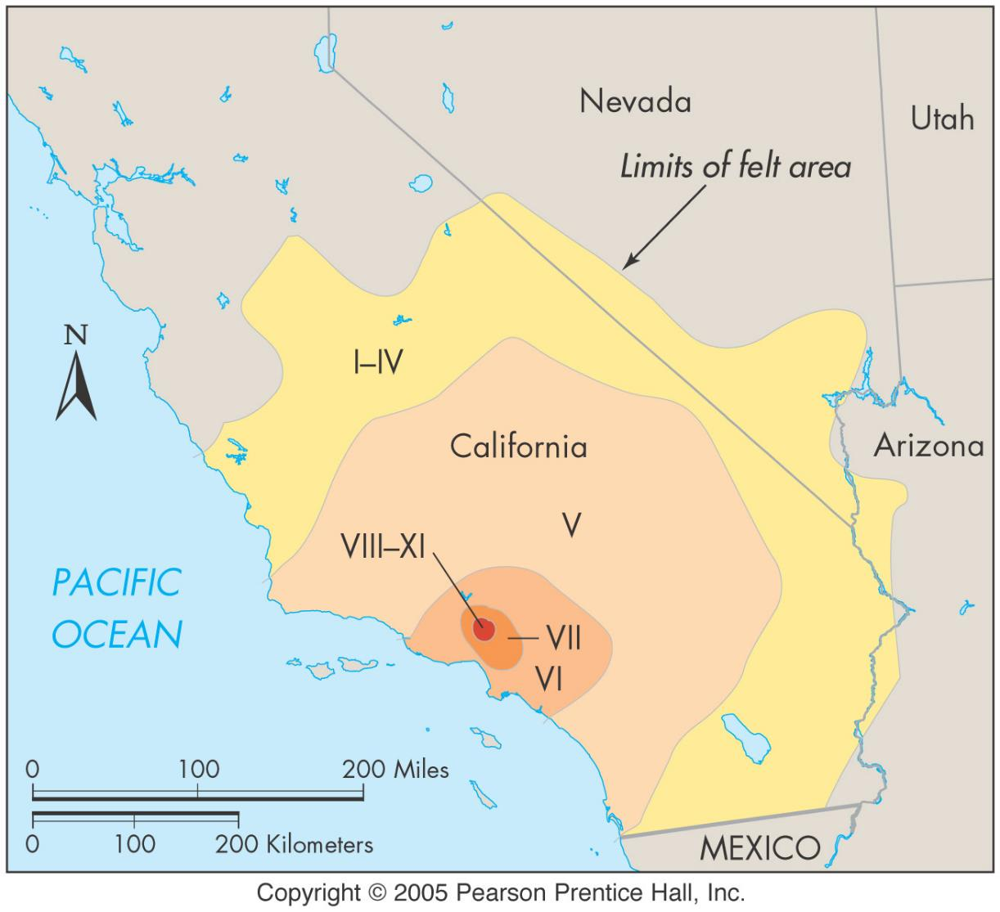 Nevada
Utah
Limits of felt area
N
I–IV
California
Arizona
V
VIII–XI
PACIFIC
OCEAN
VII
VI
0 100 200 Miles
0 100 200 Kilometers
MEXICO
Copyright © 2005 Pearson Prentice Hall, Inc.